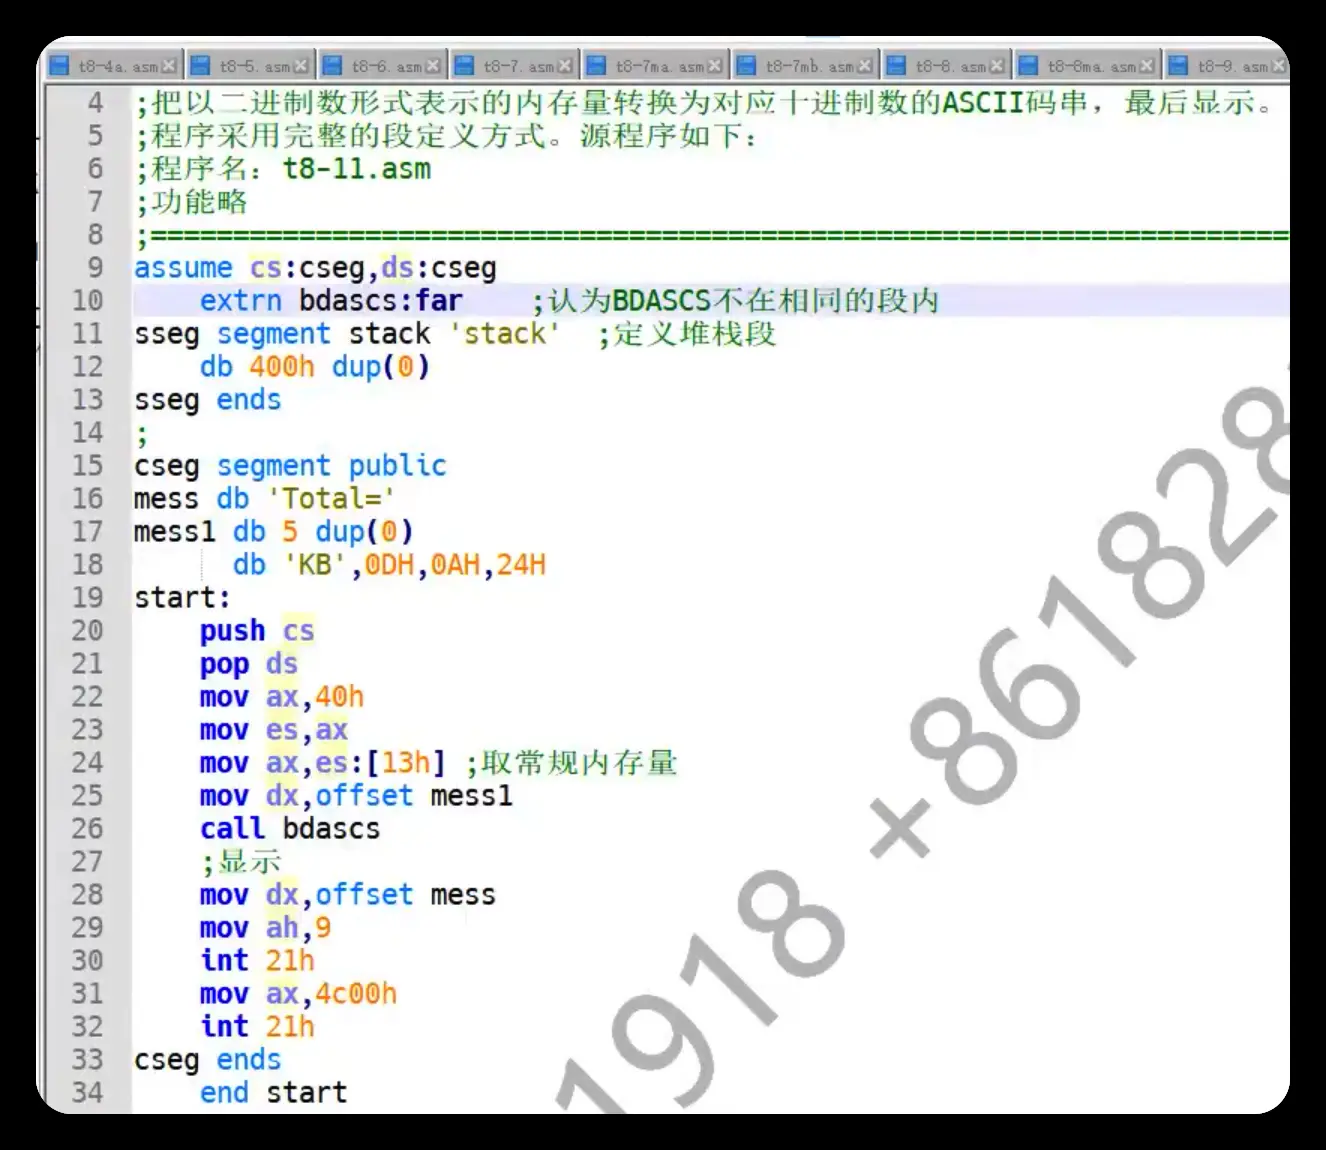 t8-4a.asm t8-5.asm t8-6.asm t8-7.asm t8-7ma.asm t8-7mb.asm t8-8.asm t8-8ma.asm t8-9.asm
4 ;把以二进制数形式表示的内存量转换为对应十进制数的ASCII码串，最后显示。
5 ;程序采用完整的段定义方式。源程序如下：
6 ;程序名：t8-11.asm
7 ;功能略
8 ;======================================================================
9 assume cs:cseg,ds:cseg
10 extrn bdascs:far ;认为BDASCS不在相同的段内
11 sseg segment stack 'stack' ;定义堆栈段
12 db 400h dup(0)
13 sseg ends
14 ;
15 cseg segment public
16 mess db 'Total='
17 mess1 db 5 dup(0)
18 db 'KB',0DH,0AH,24H
19 start:
20 push cs
21 pop ds
22 mov ax,40h
23 mov es,ax
24 mov ax,es:[13h] ;取常规内存量
25 mov dx,offset mess1
26 call bdascs
27 ;显示
28 mov dx,offset mess
29 mov ah,9
30 int 21h
31 mov ax,4c00h
32 int 21h
33 cseg ends
34 end start
1918 +861828